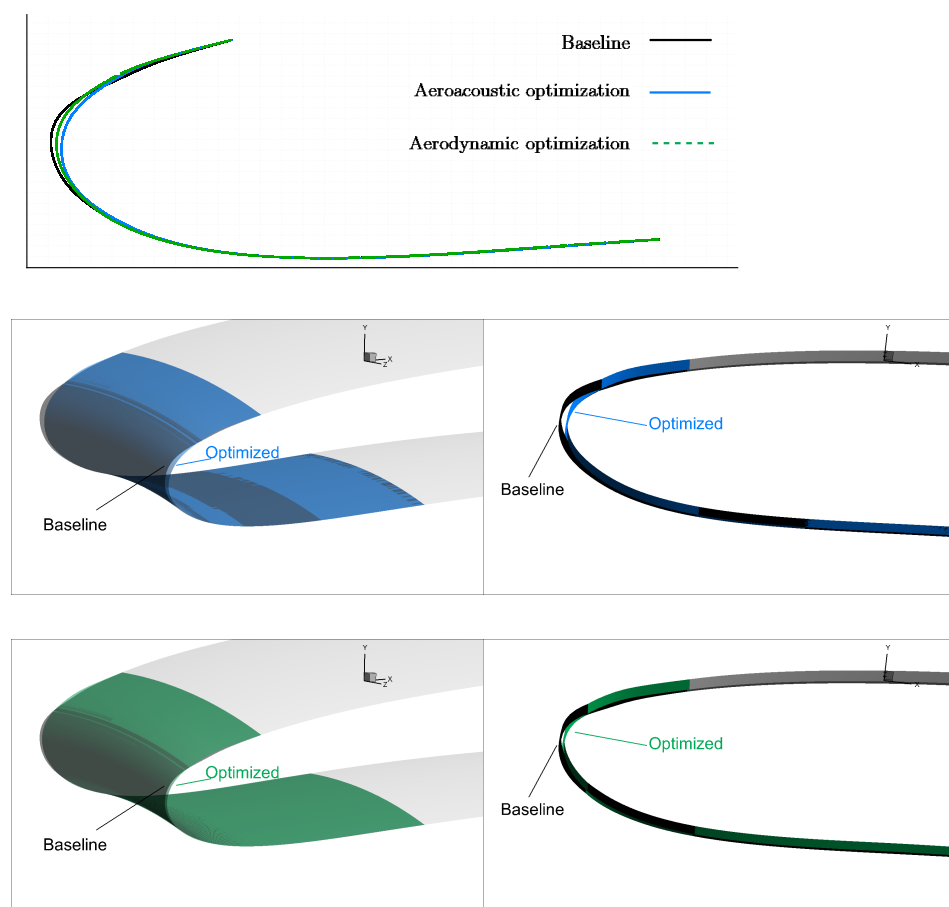 Baseline
Aeroacoustic optimization
Aerodynamic optimization
Y
X
Z
Optimized
Baseline
Y
X
Optimized
Baseline
Y
X
Z
Optimized
Baseline
Y
X
Optimized
Baseline